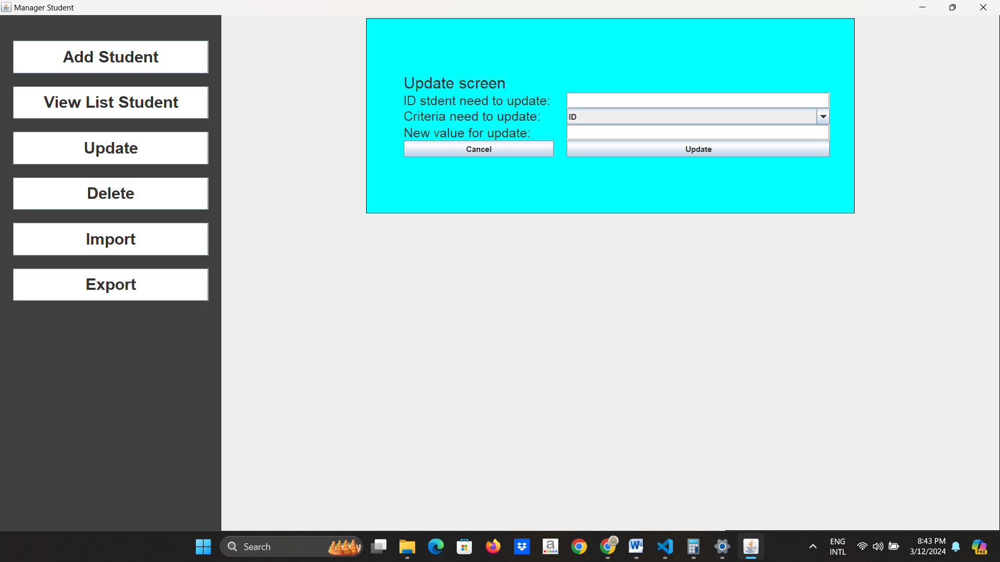 Manager Student
Add Student
View List Student
Update
Delete
Import
Export
Update screen
ID stdent need to update:
Criteria need to update:
ID
New value for update:
Cancel
Update
Search
ENG
INTL
8:43 PM
3/12/2024
PRE